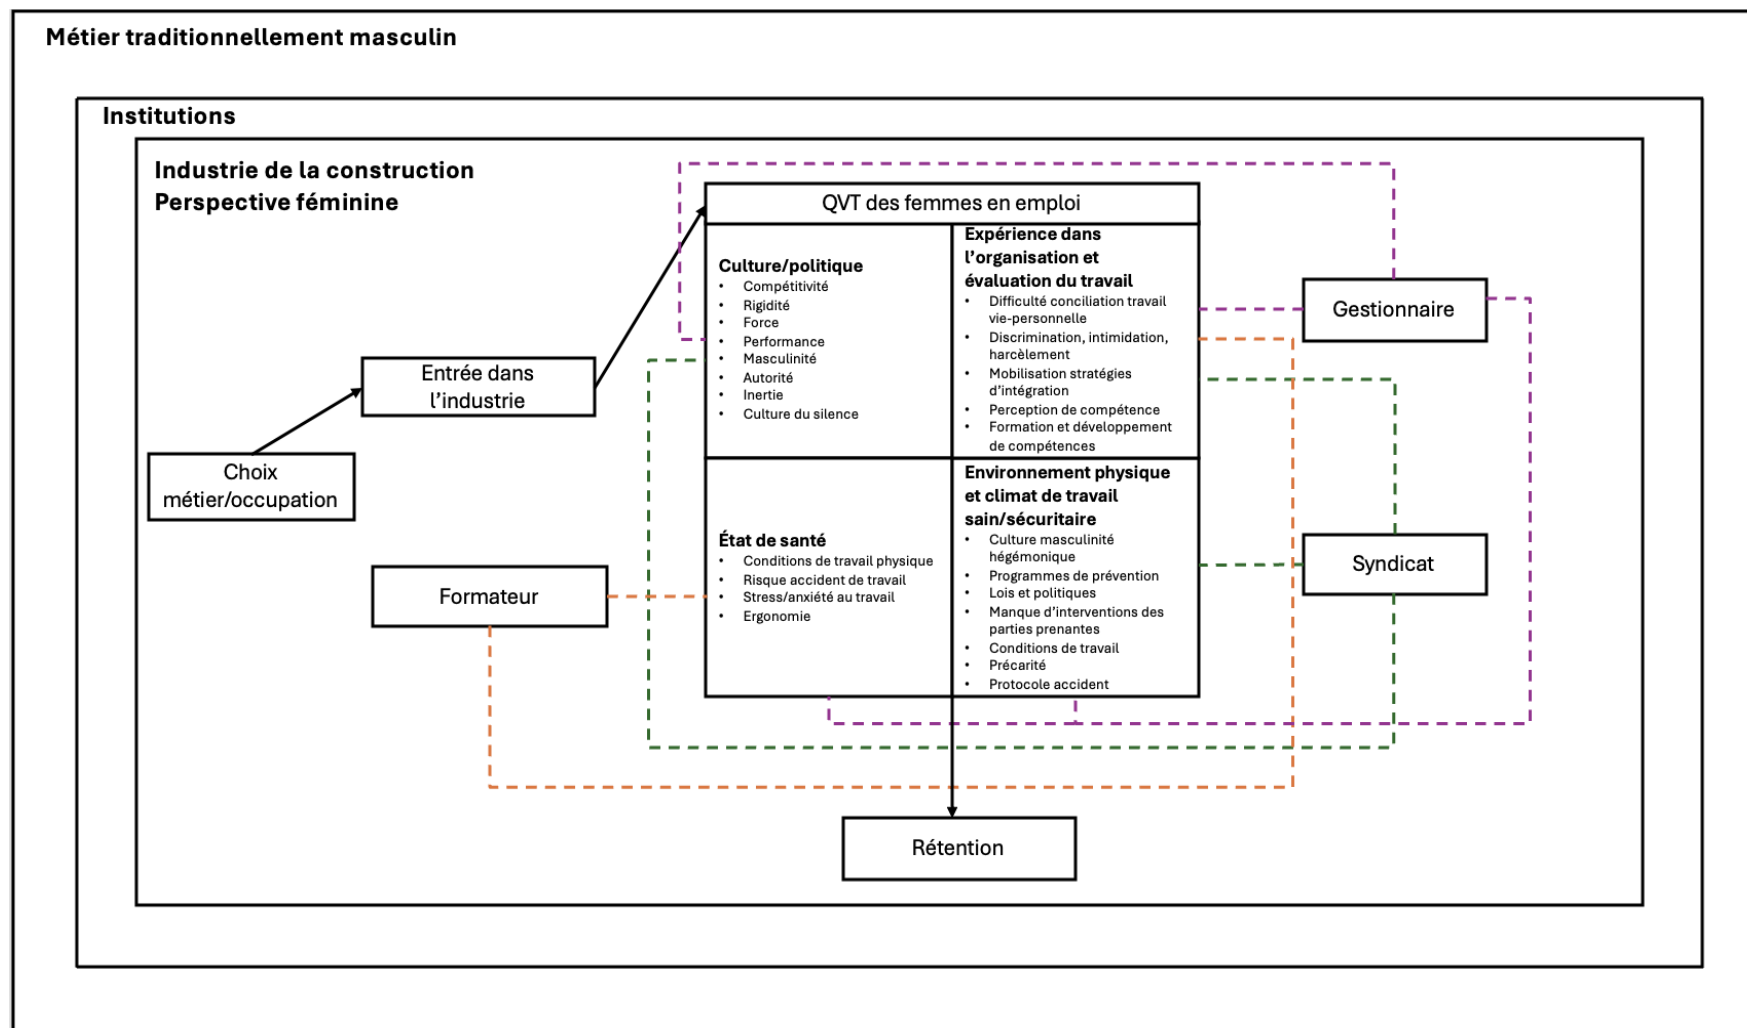 Métier traditionnellement masculin
Institutions
Industrie de la construction
Perspective féminine
QVT des femmes en emploi
Culture/politique
• Compétitivité
• Rigidité
• Force
• Performance
• Masculinité
• Autorité
• Inertie
• Culture du silence
Expérience dans
l’organisation et
évaluation du travail
• Difficulté conciliation travail
vie-personnelle
• Discrimination, intimidation,
harcèlement
• Mobilisation stratégies
d’intégration
• Perception de compétence
• Formation et développement
de compétences
Gestionnaire
Entrée dans
l’industrie
Choix
métier/occupation
État de santé
• Conditions de travail physique
• Risque accident de travail
• Stress/anxiété au travail
• Ergonomie
Environnement physique
et climat de travail
sain/sécuritaire
• Culture masculinité
hégémonique
• Programmes de prévention
• Lois et politiques
• Manque d’interventions des
parties prenantes
• Conditions de travail
• Précarité
• Protocole accident
Syndicat
Formateur
Rétention